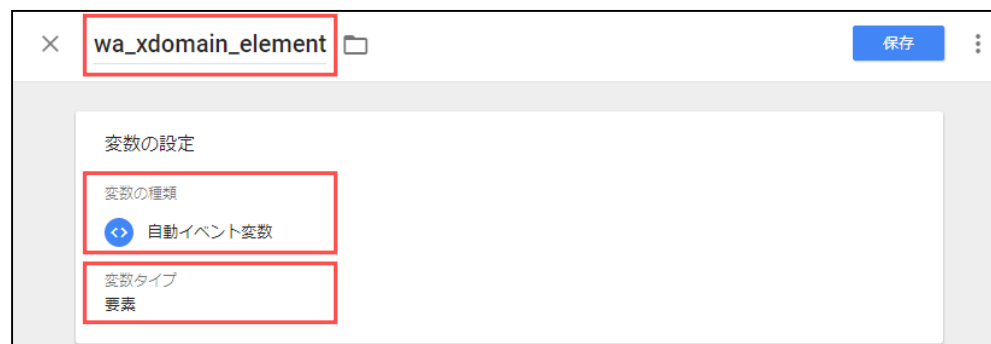 wa_xdomain_element
保存
変数の設定
変数の種類
自動イベント変数
変数タイプ
要素